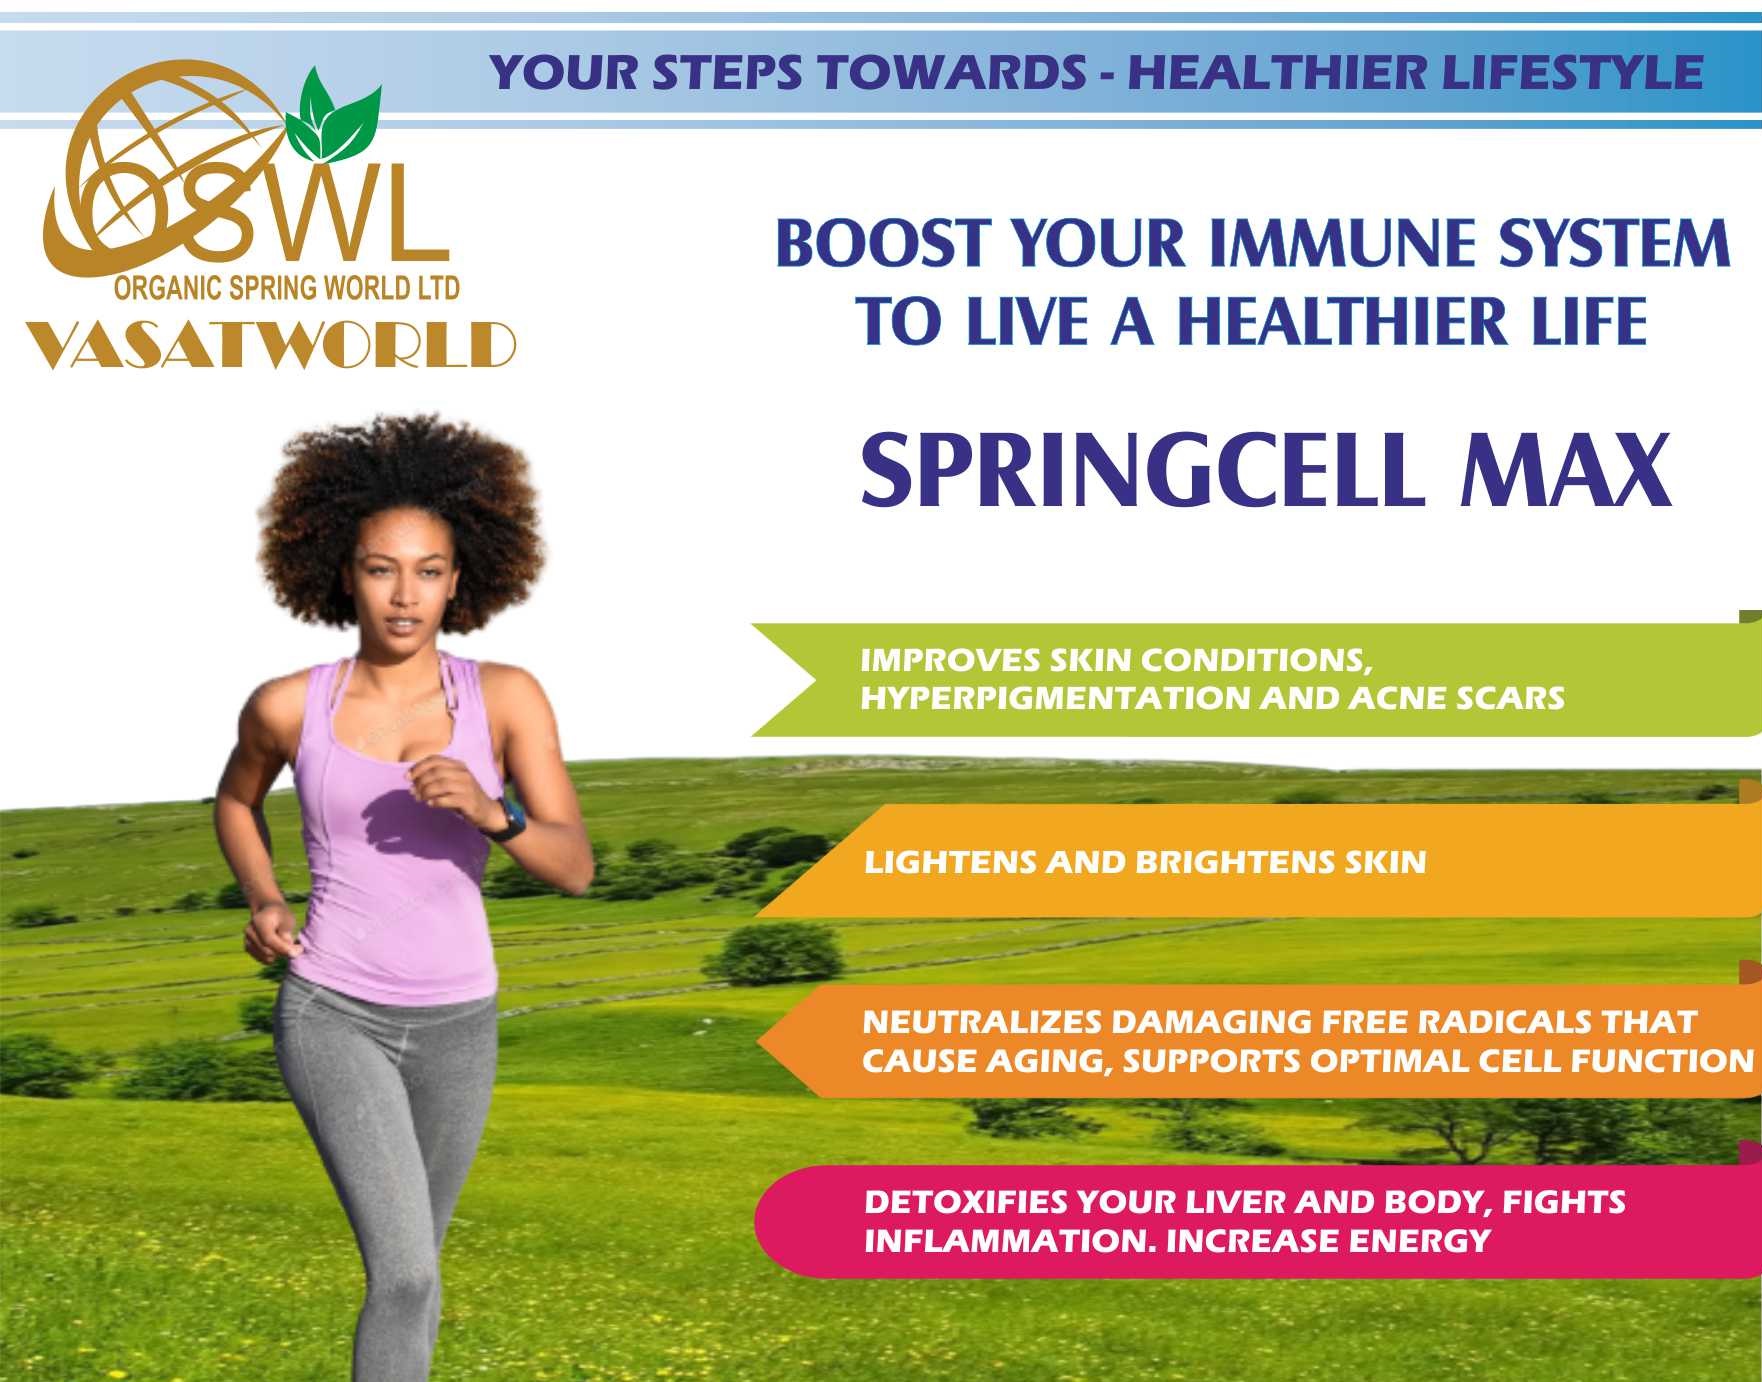 YOUR STEPS TOWARDS - HEALTHIER LIFESTYLE
OSWL
ORGANIC SPRING WORLD LTD
VASATWORLD
BOOST YOUR IMMUNE SYSTEM
TO LIVE A HEALTHIER LIFE
SPRINGCELL MAX
IMPROVES SKIN CONDITIONS,
HYPERPIGMENTATION AND ACNE SCARS
LIGHTENS AND BRIGHTENS SKIN
NEUTRALIZES DAMAGING FREE RADICALS THAT
CAUSE AGING, SUPPORTS OPTIMAL CELL FUNCTION
DETOXIFIES YOUR LIVER AND BODY, FIGHTS
INFLAMMATION. INCREASE ENERGY